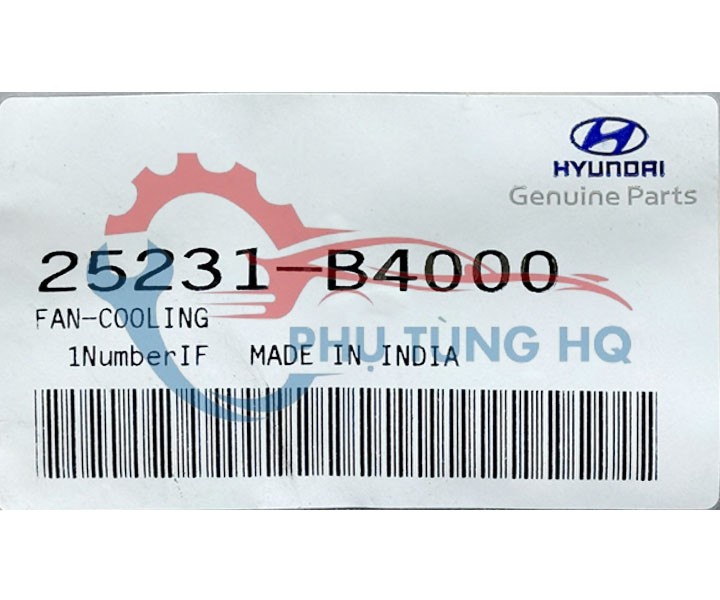 HYUNDAI
Genuine Parts
25231-B4000
FAN-COOLING
PHỤ TÙNG HQ
1NumberIF MADE IN INDIA